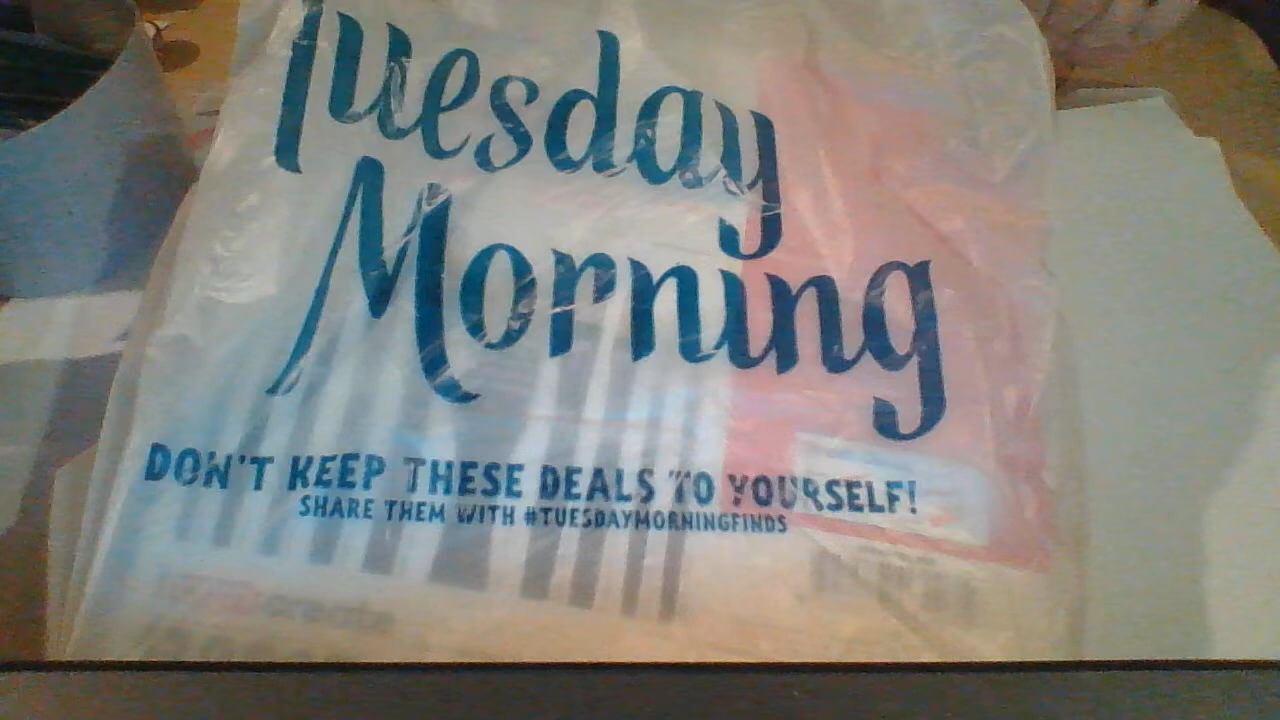 Tuesday
Morning
DON'T KEEP THESE DEALS TO YOURSELF!
SHARE THEM WITH #TUESDAYMORNINGFINDS